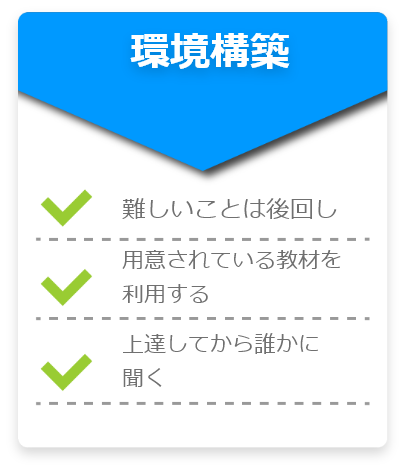 環境構築
難しいことは後回し
用意されている教材を
利用する
上達してから誰かに
聞く